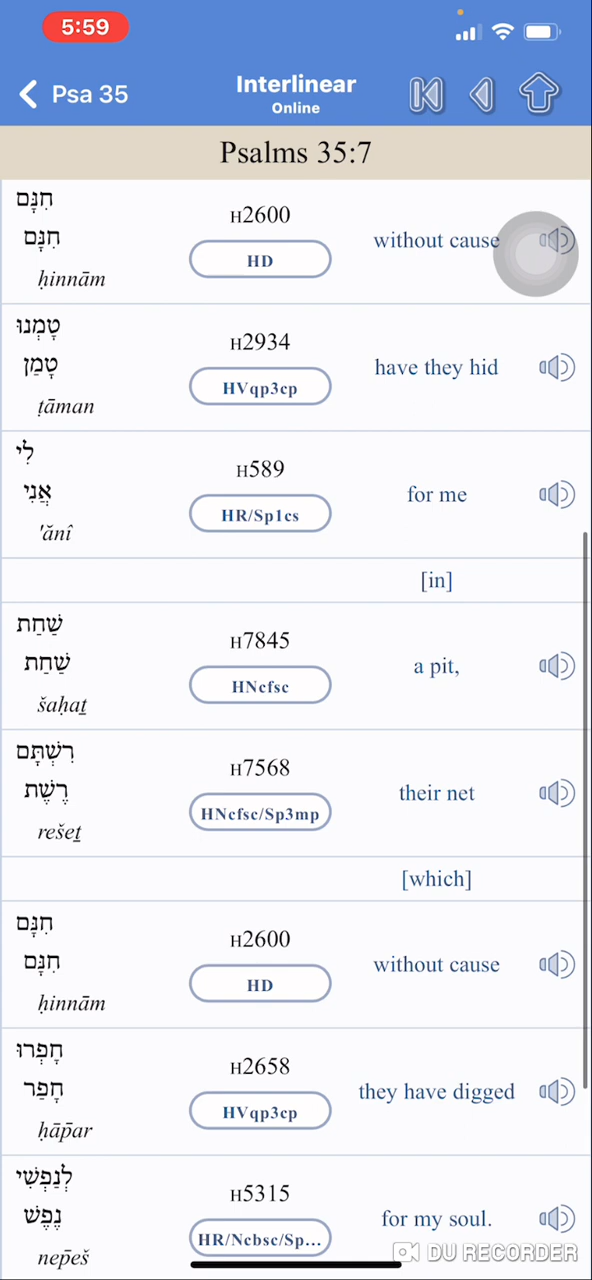 5:59
Psa 35
Interlinear
Online
Psalms 35:7
חִנָּם
חִנָּם
ḥinnām
H2600
HD
without cause
טָמְנוּ
טָמַן
ṭāman
H2934
HVqp3cp
have they hid
לִי
אֲנִי
'ănî
H589
HR/Sp1cs
for me
[in]
שַׁחַת
שַׁחַת
šaḥaṯ
H7845
HNcfsc
a pit,
רִשְׁתָּם
רֶשֶׁת
rešeṯ
H7568
HNcfsc/Sp3mp
their net
[which]
חִנָּם
חִנָּם
ḥinnām
H2600
HD
without cause
חָפְרוּ
חָפַר
ḥāp̄ar
H2658
HVqp3cp
they have digged
לְנַפְשִׁי
נֶפֶשׁ
nep̄eš
H5315
HR/Ncbsc/Sp...
for my soul.
DU RECORDER